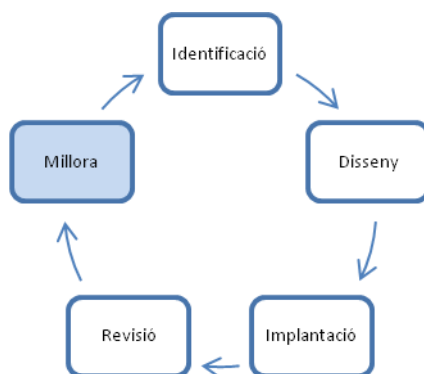 Identificació
Disseny
Implantació
Revisió
Millora